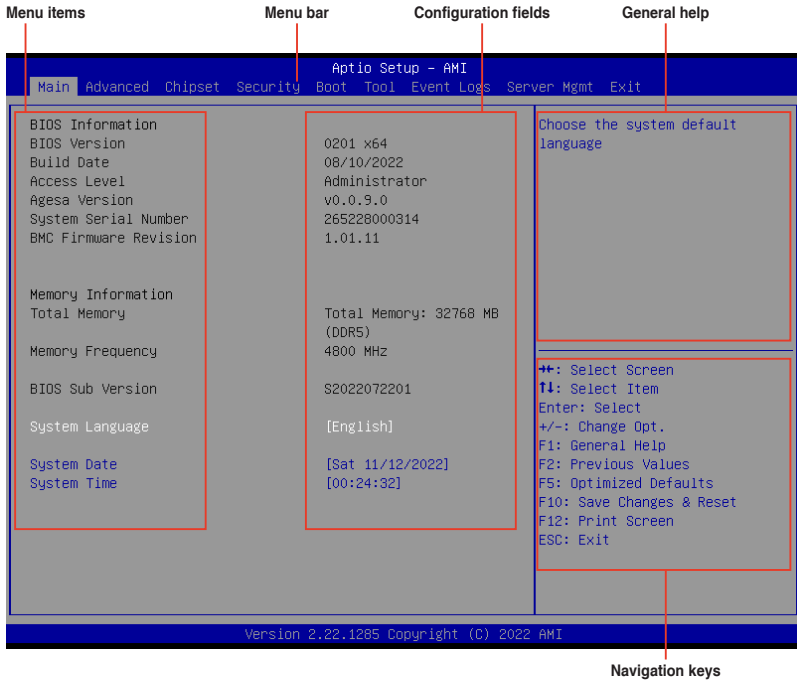 Menu items Menu bar Configuration fields General help
Aptio Setup – AMI
Main Advanced Chipset Security Boot Tool Event Logs Server Mgmt Exit
BIOS Information
BIOS Version 0201 x64
Build Date 08/10/2022
Access Level Administrator
Agesa Version v0.0.9.0
System Serial Number 265228000314
BMC Firmware Revision 1.01.11
Memory Information
Total Memory Total Memory: 32768 MB
(DDR5)
Memory Frequency 4800 MHz
BIOS Sub Version S2022072201
System Language [English]
System Date [Sat 11/12/2022]
System Time [00:24:32]
Choose the system default
language
→←: Select Screen
↑↓: Select Item
Enter: Select
+/-: Change Opt.
F1: General Help
F2: Previous Values
F5: Optimized Defaults
F10: Save Changes & Reset
F12: Print Screen
ESC: Exit
Version 2.22.1285 Copyright (C) 2022 AMI
Navigation keys